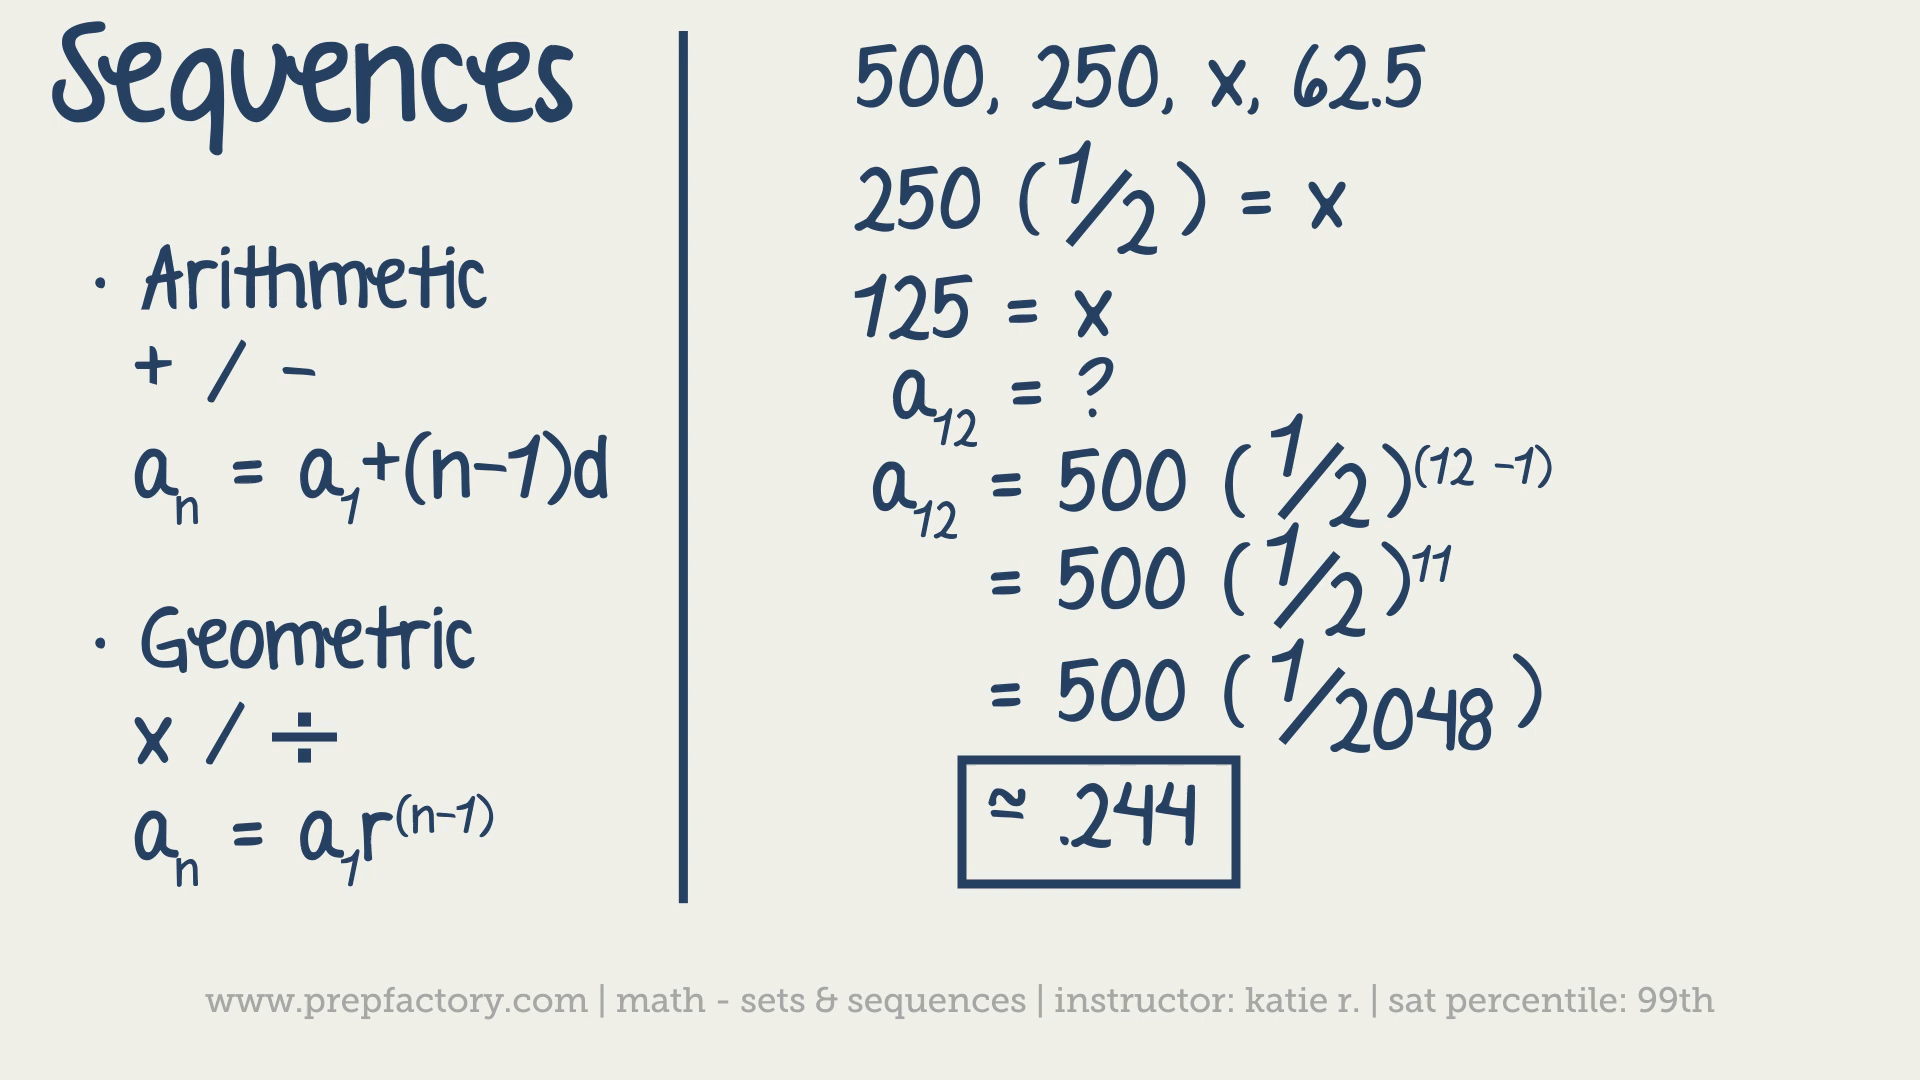 Sequences
· Arithmetic
+ / -
aₙ = a₁+(n-1)d
· Geometric
x / ÷
aₙ = a₁r⁽ⁿ⁻¹⁾
500, 250, x, 62.5
250 (1/2) = x
125 = x
a₁₂ = ?
a₁₂ = 500 (1/2)⁽¹² ⁻¹⁾
= 500 (1/2)¹¹
= 500 (1/2048)
≈ .244
www.prepfactory.com | math - sets & sequences | instructor: katie r. | sat percentile: 99th